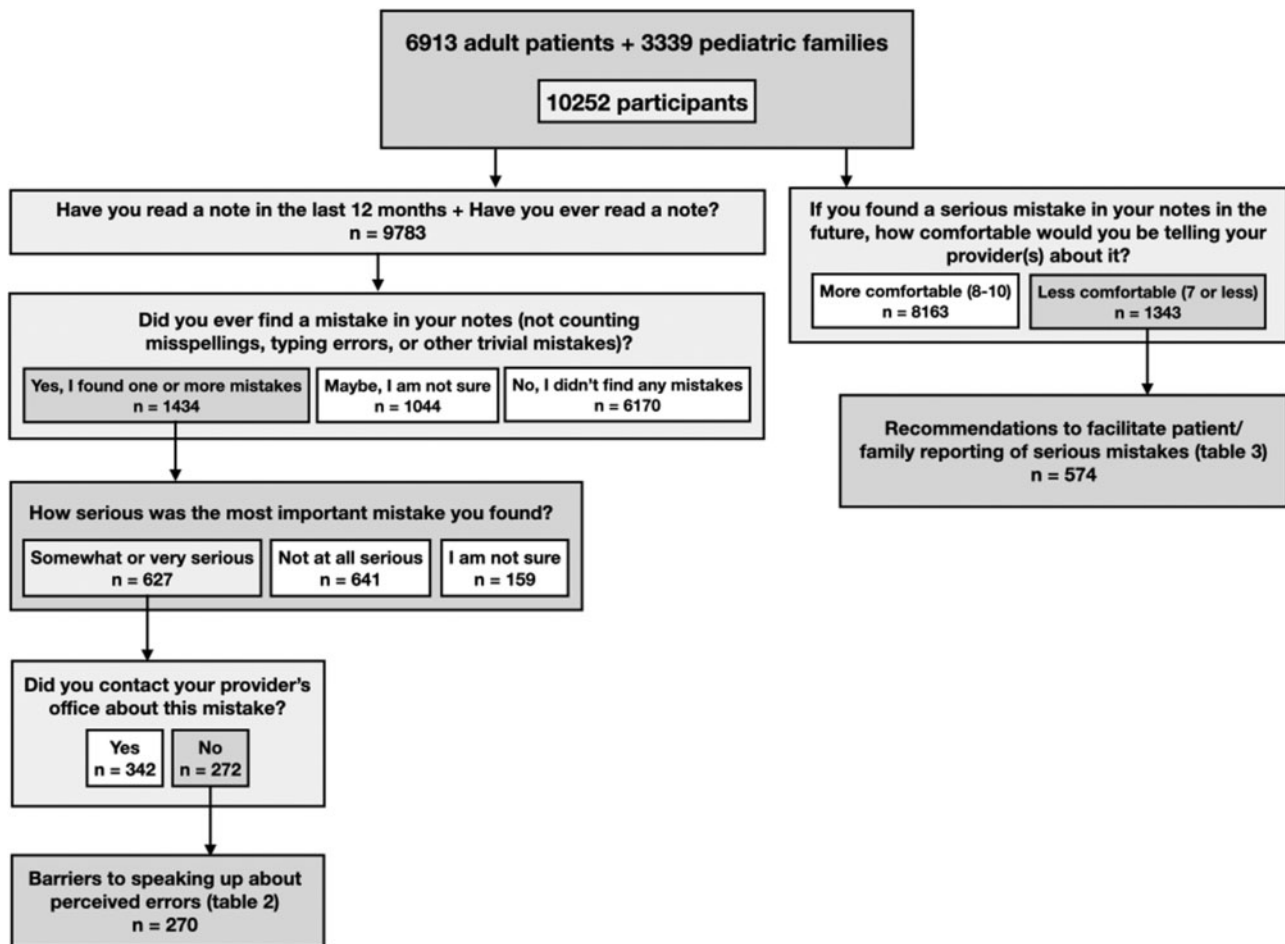 6913 adult patients + 3339 pediatric families
10252 participants
Have you read a note in the last 12 months + Have you ever read a note?
n = 9783
If you found a serious mistake in your notes in the
future, how comfortable would you be telling your
provider(s) about it?
More comfortable (8-10)
n = 8163
Less comfortable (7 or less)
n = 1343
Did you ever find a mistake in your notes (not counting
misspellings, typing errors, or other trivial mistakes)?
Yes, I found one or more mistakes
n = 1434
Maybe, I am not sure
n = 1044
No, I didn't find any mistakes
n = 6170
Recommendations to facilitate patient/
family reporting of serious mistakes (table 3)
n = 574
How serious was the most important mistake you found?
Somewhat or very serious
n = 627
Not at all serious
n = 641
I am not sure
n = 159
Did you contact your provider's
office about this mistake?
Yes
n = 342
No
n = 272
Barriers to speaking up about
perceived errors (table 2)
n = 270